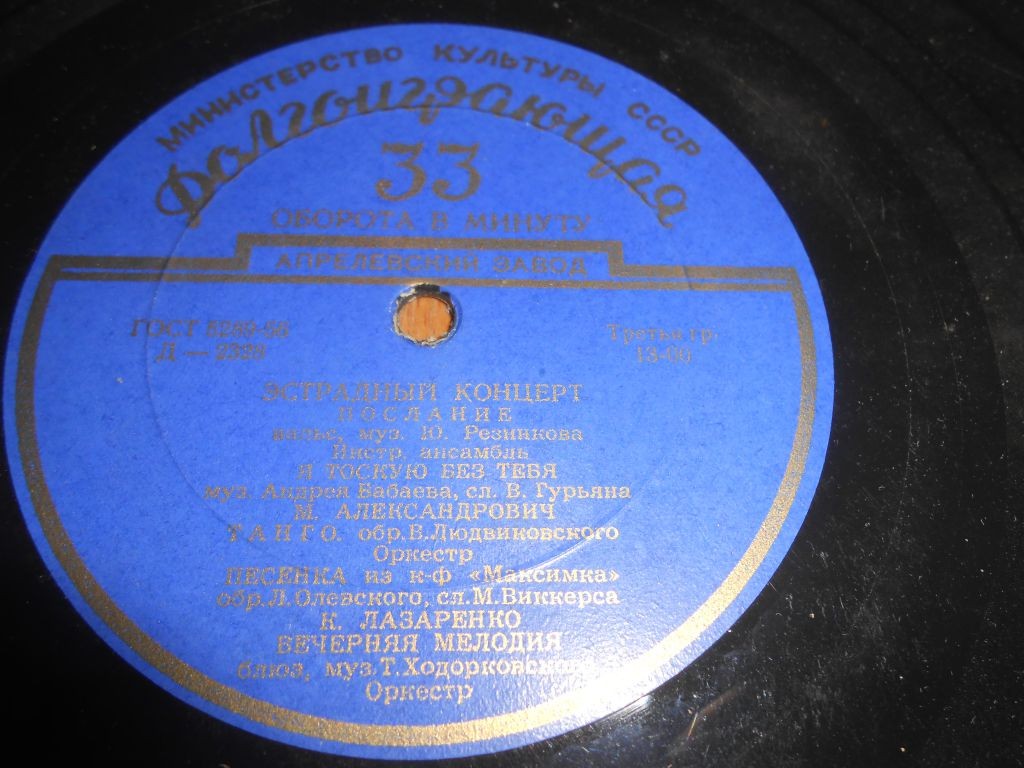 МИНИСТЕРСТВО КУЛЬТУРЫ СССР
Долгоиграющая
33
ОБОРОТА В МИНУТУ
АПРЕЛЕВСКИЙ ЗАВОД
ГОСТ 5289-56
Д — 2339
Третья гр.
13-00
ЭСТРАДНЫЙ КОНЦЕРТ
ПОСЛАНИЕ
вальс, муз. Ю. Резникова
Инстр. ансамбль
Я ТОСКУЮ БЕЗ ТЕБЯ
муз. Андрея Бабаева, сл. В. Гурьяна
М. АЛЕКСАНДРОВИЧ
ТАНГО. обр.В.Людвиковского
Оркестр
ПЕСЕНКА из к-ф «Максимка»
обр.Л.Олевского, сл.М.Виккерса
К. ЛАЗАРЕНКО
ВЕЧЕРНЯЯ МЕЛОДИЯ
блюз, муз.Т.Ходорковского
Оркестр